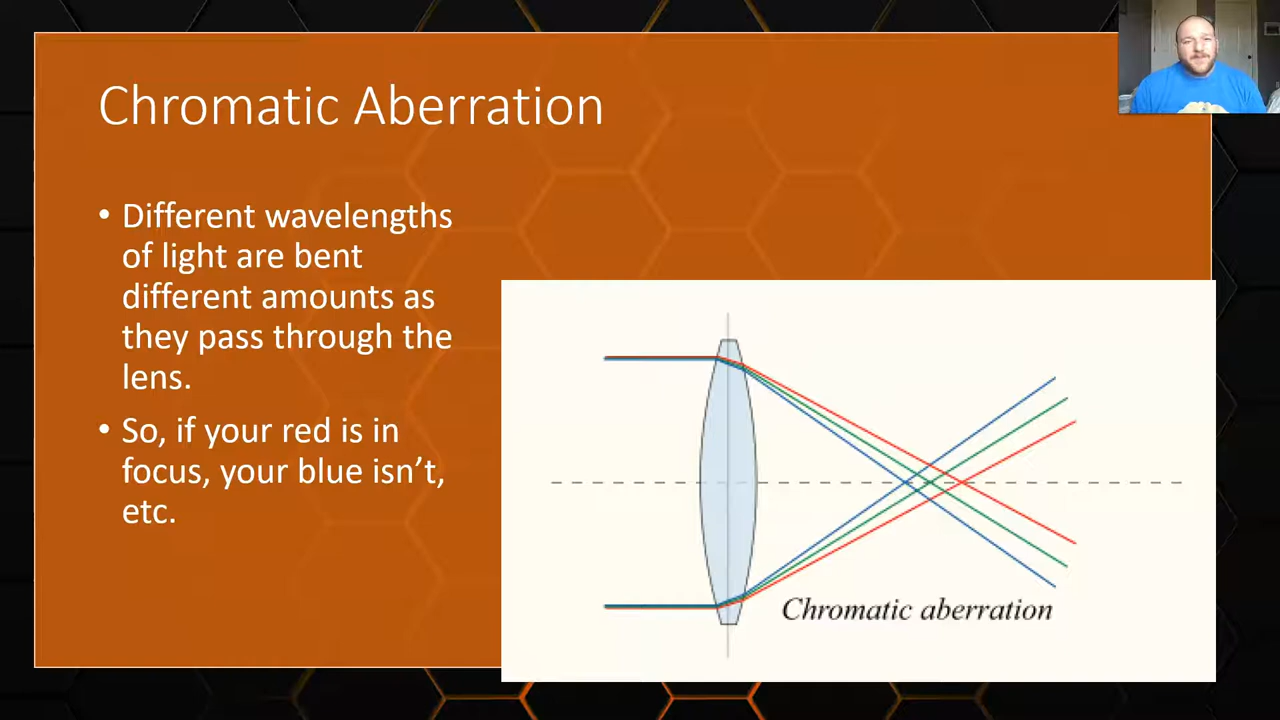 Chromatic Aberration
• Different wavelengths
of light are bent
different amounts as
they pass through the
lens.
• So, if your red is in
focus, your blue isn’t,
etc.
Chromatic aberration